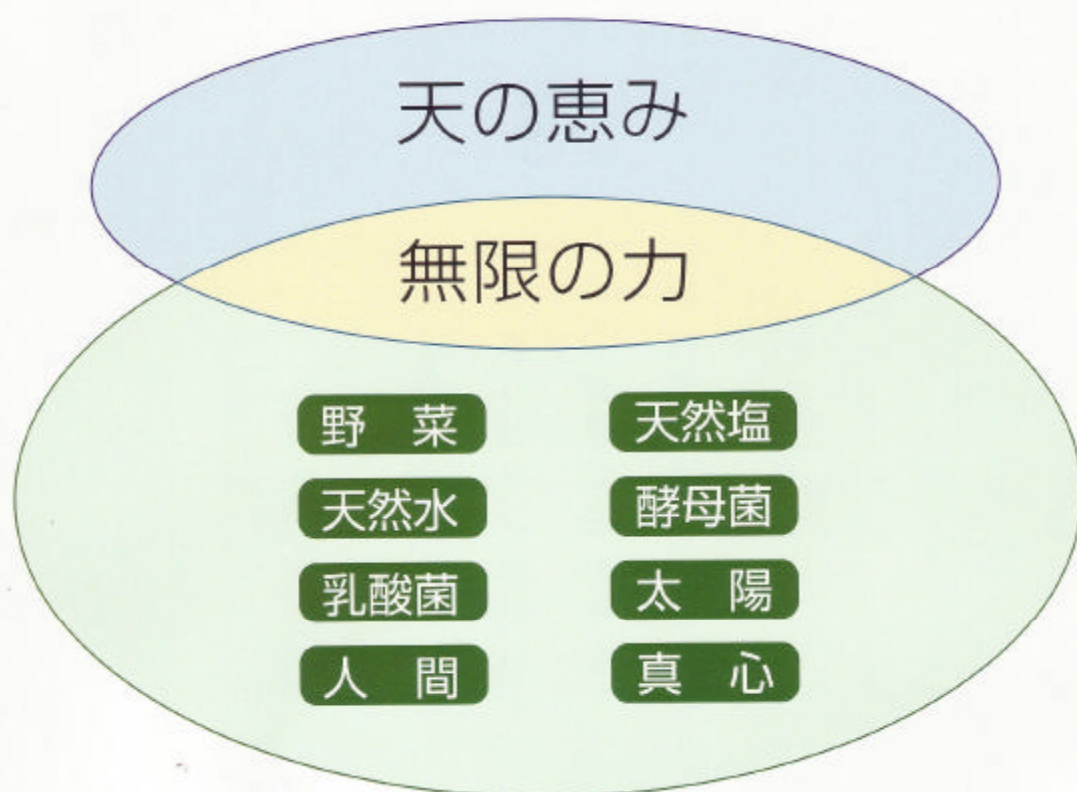 天の恵み
無限の力
野　菜
天然塩
天然水
酵母菌
乳酸菌
太　陽
人　間
真　心